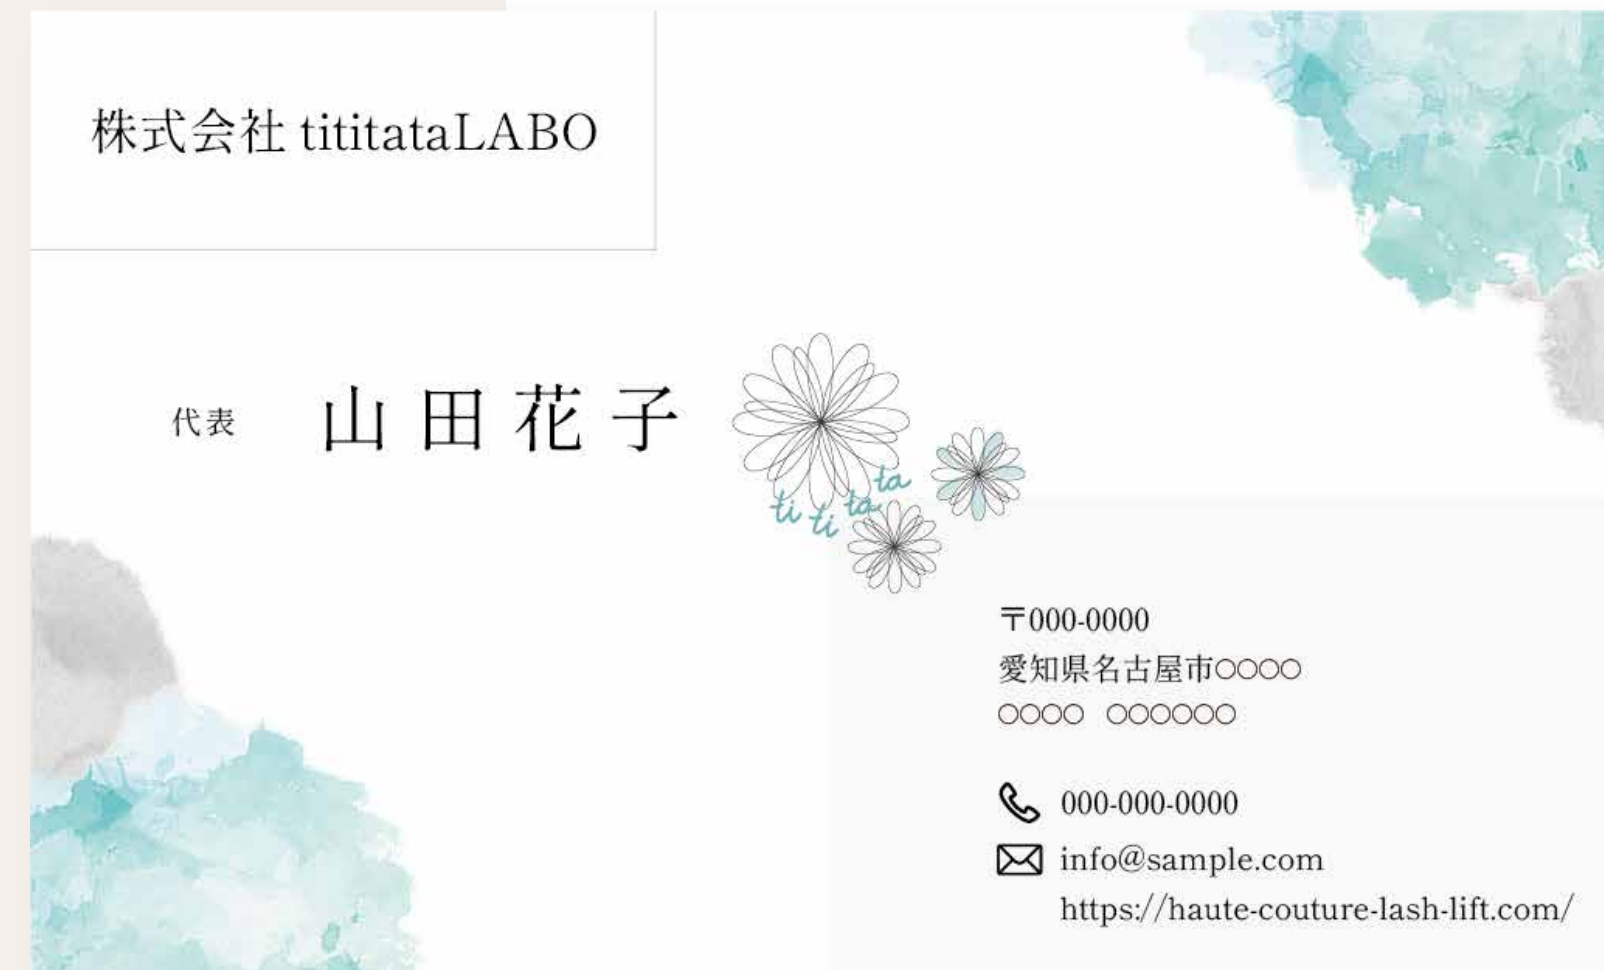 株式会社 tititataLABO
代表 山田花子
ti ti ta ta
〒000-0000
愛知県名古屋市○○○○
○○○○ ○○○○○○
000-000-0000
info@sample.com
https://haute-couture-lash-lift.com/